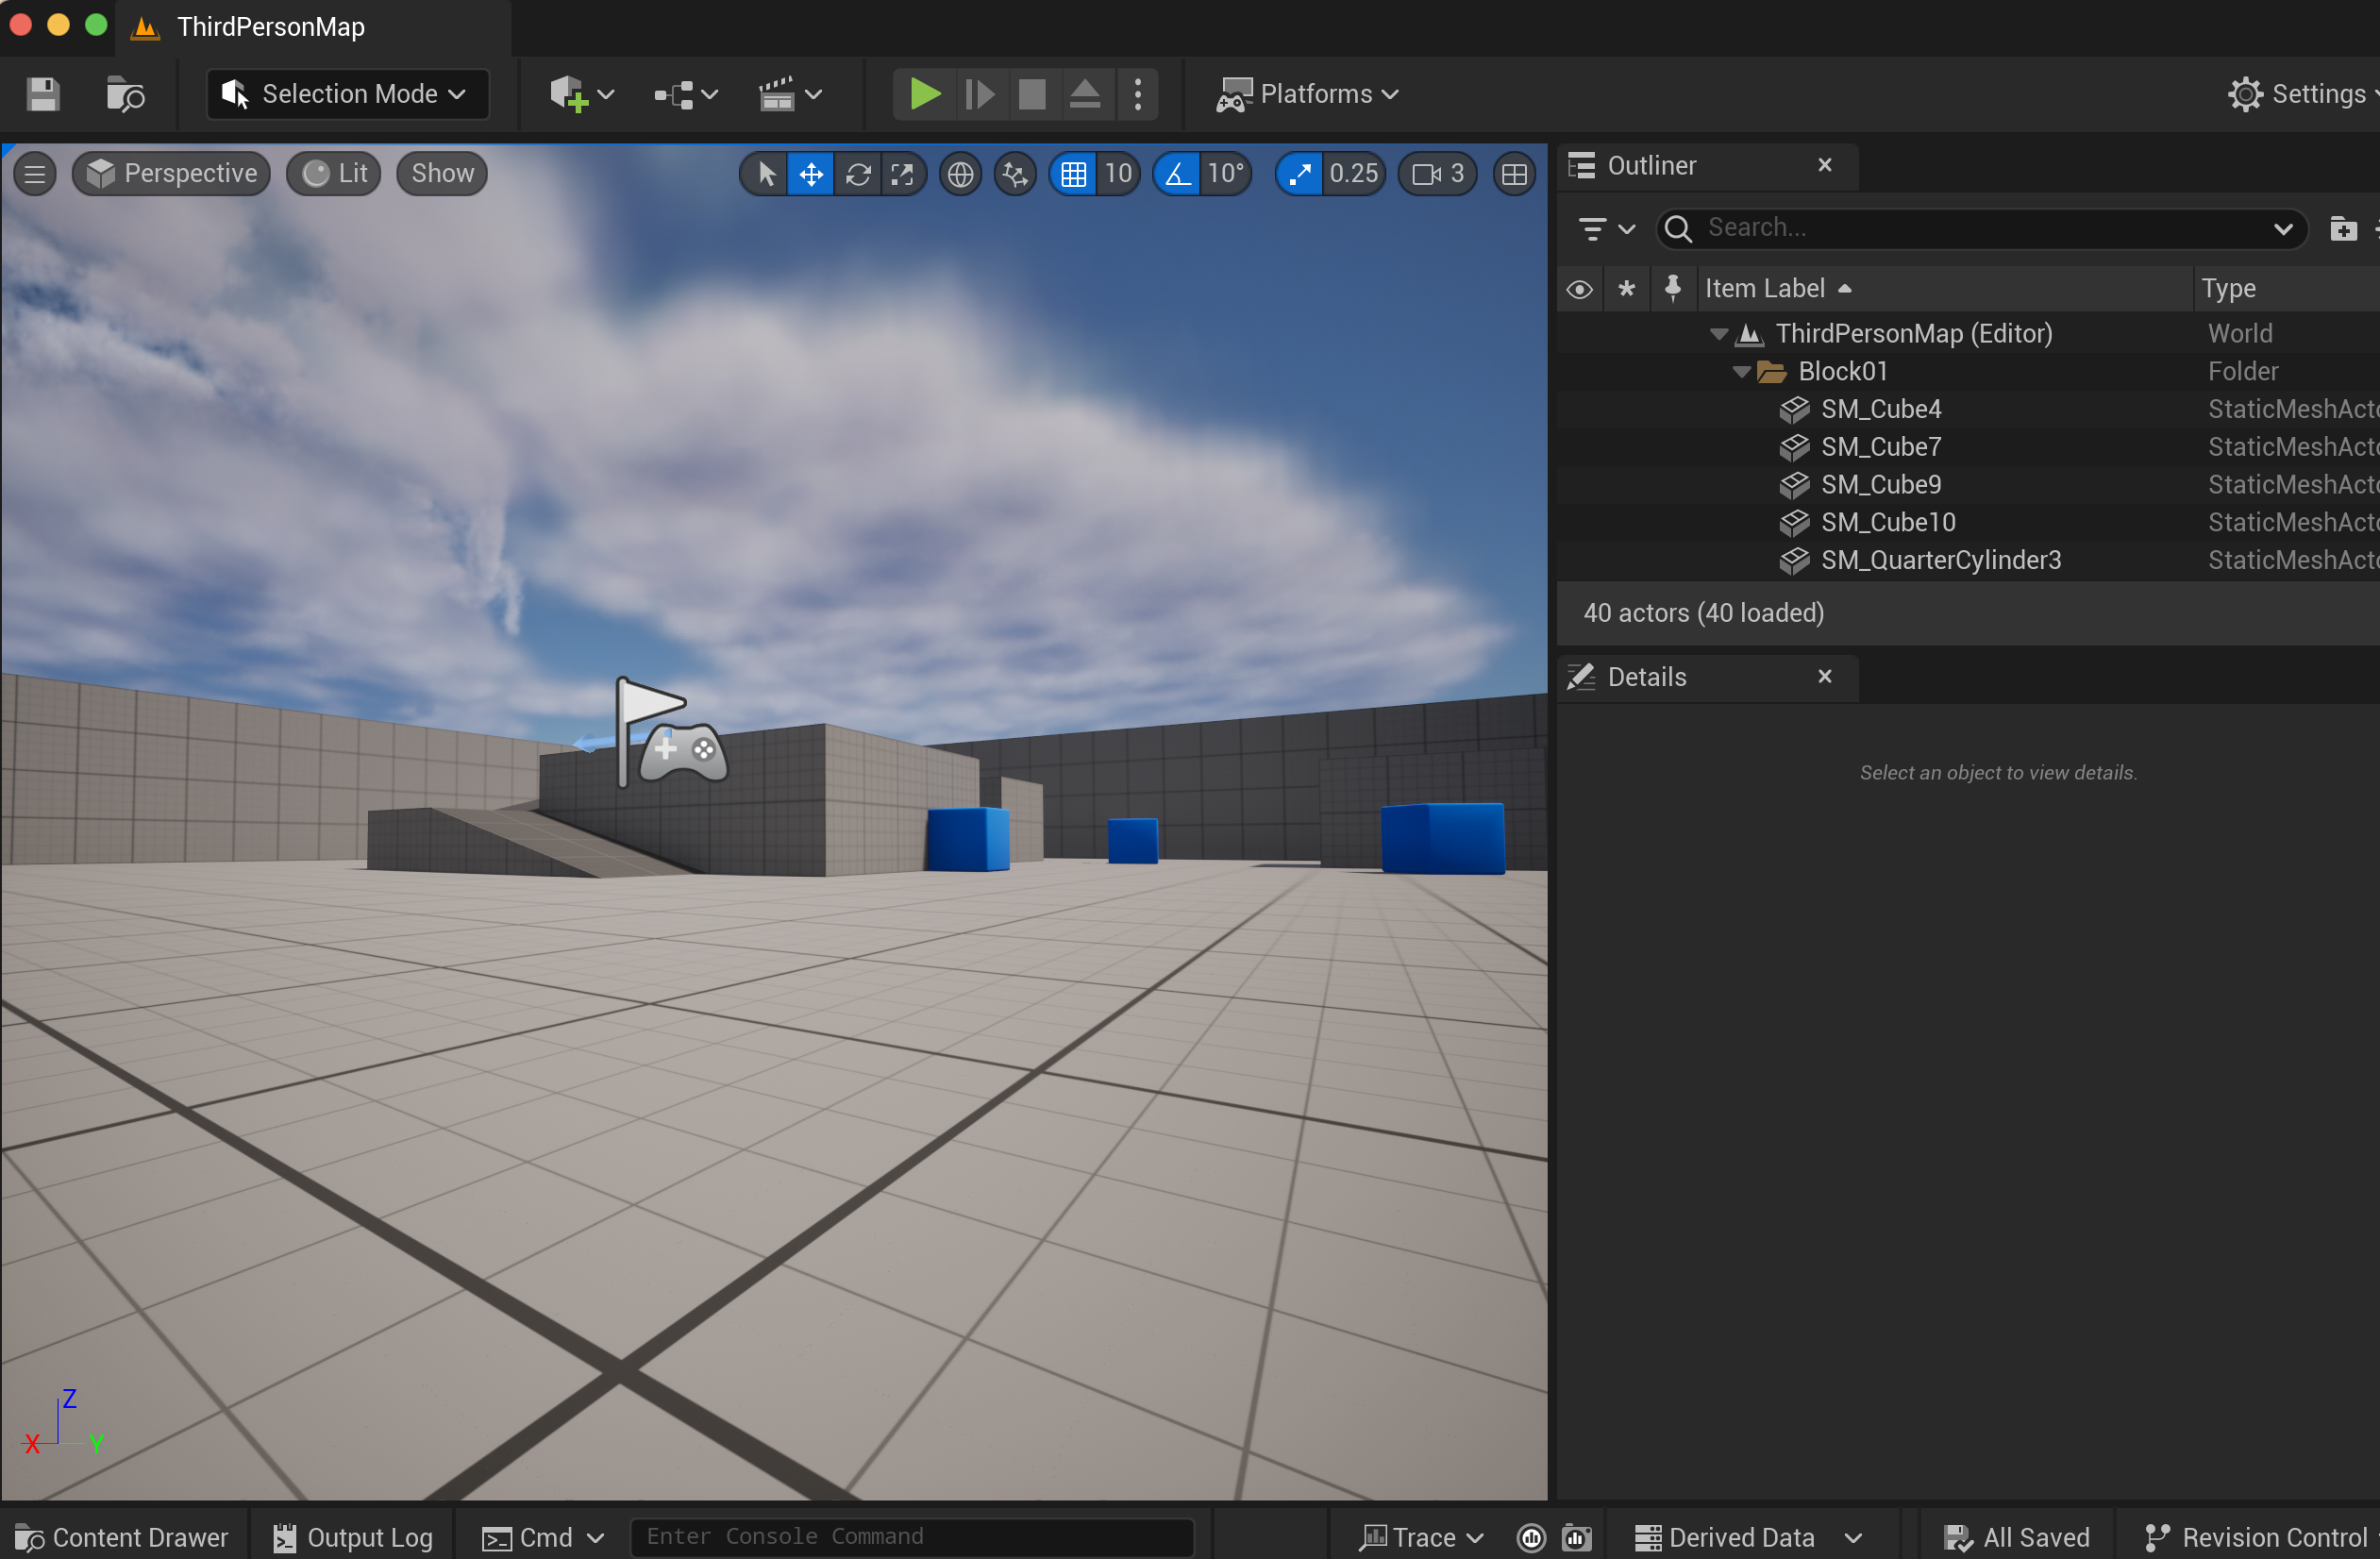 ThirdPersonMap
Selection Mode
Platforms
Settings
Perspective
Lit
Show
10
10°
0.25
3
Outliner
Search...
Item Label
Type
ThirdPersonMap (Editor)
World
Block01
Folder
SM_Cube4
StaticMeshActo
SM_Cube7
StaticMeshActo
SM_Cube9
StaticMeshActo
SM_Cube10
StaticMeshActo
SM_QuarterCylinder3
StaticMeshActo
40 actors (40 loaded)
Details
Select an object to view details.
Z
X
Y
Content Drawer
Output Log
Cmd
Enter Console Command
Trace
Derived Data
All Saved
Revision Control